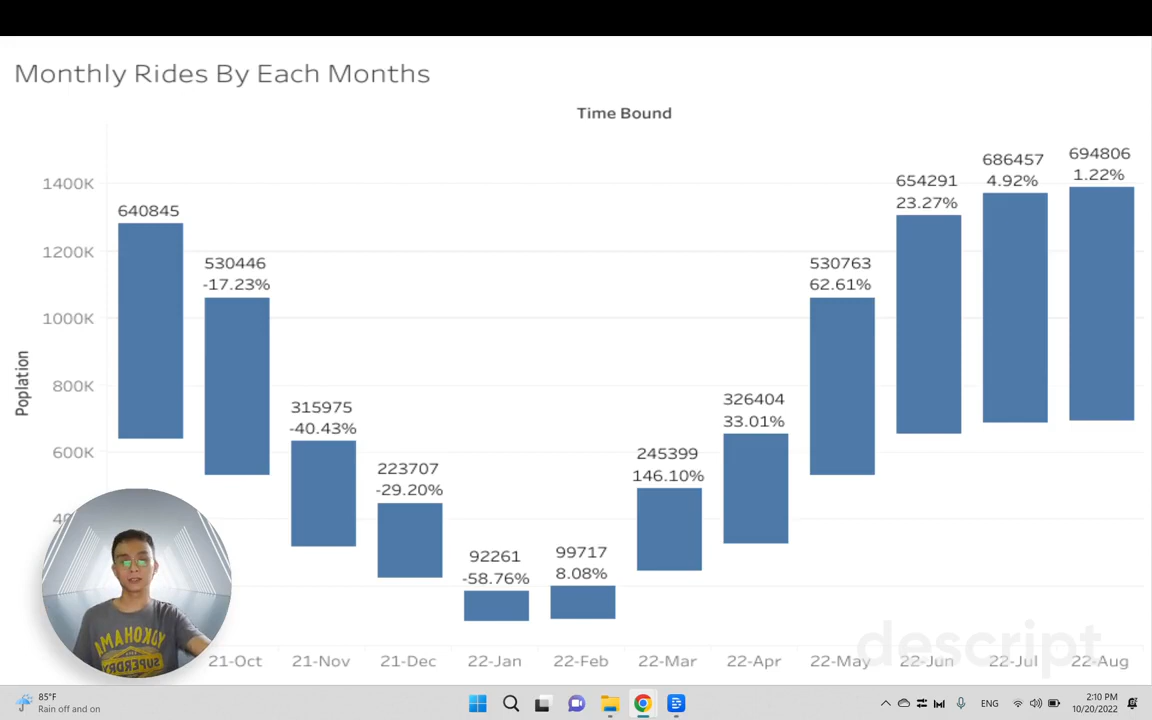 Monthly Rides By Each Months
Time Bound
Poplation
1400K
1200K
1000K
800K
600K
640845
530446
-17.23%
315975
-40.43%
223707
-29.20%
92261
-58.76%
99717
8.08%
245399
146.10%
326404
33.01%
530763
62.61%
654291
23.27%
686457
4.92%
694806
1.22%
21-Oct 21-Nov 21-Dec 22-Jan 22-Feb 22-Mar 22-Apr 22-May 22-Jun 22-Jul 22-Aug
descript
YOKOHAMA
SUPERDRY
85°F
Rain off and on
ENG
2:10 PM
10/20/2022